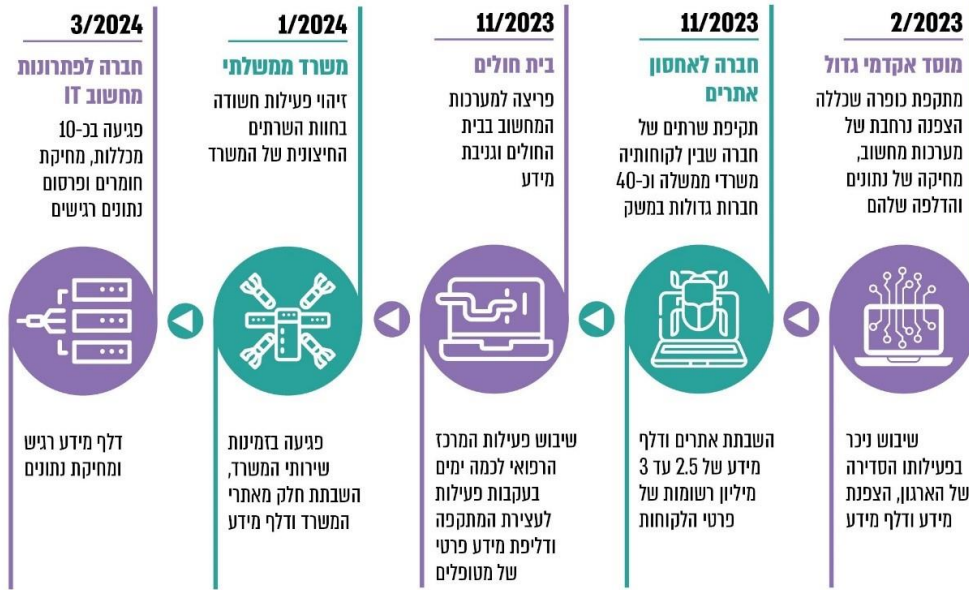 2/2023
מוסד אקדמי גדול
מתקפת כופרה שכללה
הצפנה נרחבת של
מערכות מחשוב,
מחיקה של נתונים
והדלפה שלהם
שיבוש ניכר
בפעילותו הסדירה
של הארגון, הצפנת
מידע ודלף מידע
11/2023
חברה לאחסון
אתרים
תקיפת שרתים של
חברה שבין לקוחותיה
משרדי ממשלה וכ-40
חברות גדולות במשק
השבתת אתרים ודלף
מידע של 2.5 עד 3
מיליון רשומות של
פרטי הלקוחות
11/2023
בית חולים
פריצה למערכות
המחשוב בבית
החולים וגניבת
מידע
שיבוש פעילות המרכז
הרפואי לכמה ימים
בעקבות פעילות
לעצירת המתקפה
ודליפת מידע פרטי
של מטופלים
1/2024
משרד ממשלתי
זיהוי פעילות חשודה
בחוות השרתים
החיצונית של המשרד
פגיעה בזמינות
שירותי המשרד,
השבתת חלק מאתרי
המשרד ודלף מידע
3/2024
חברה לפתרונות
מחשוב IT
פגיעה בכ-10
מכללות, מחיקת
חומרים ופרסום
נתונים רגישים
דלף מידע רגיש
ומחיקת נתונים